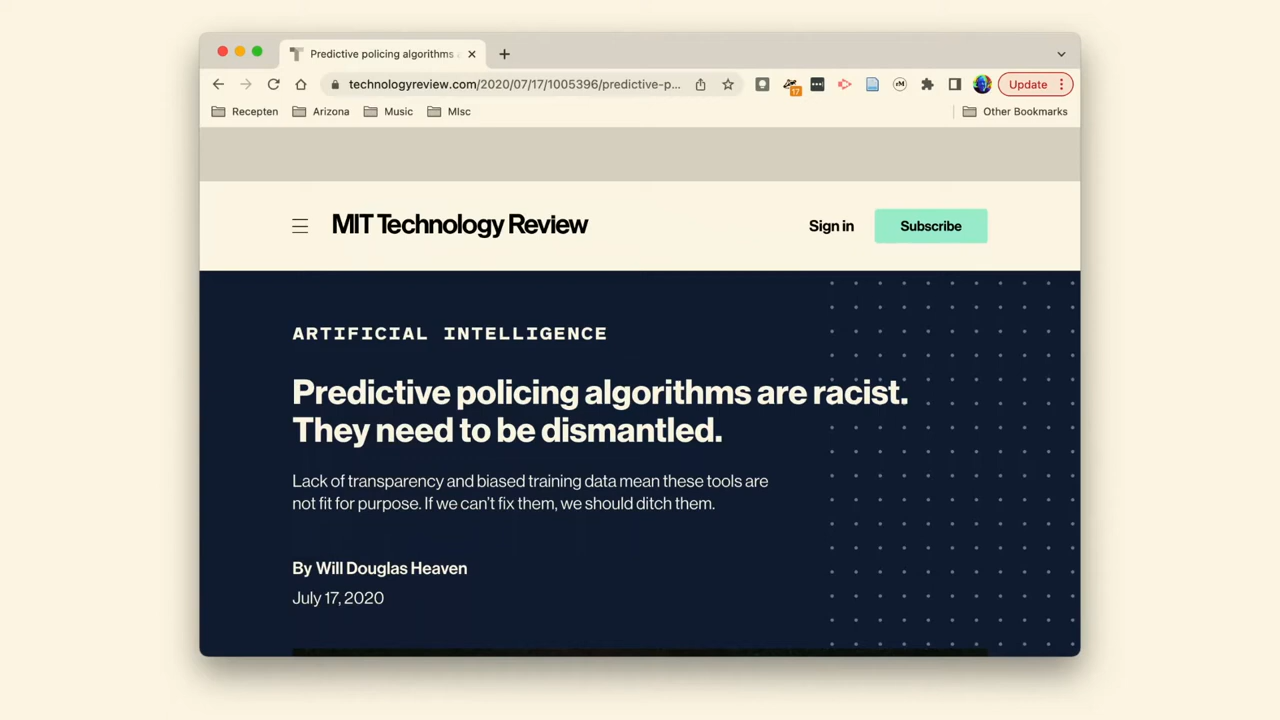 Predictive policing algorithms
technologyreview.com/2020/07/17/1005396/predictive-p...
17
Update
Recepten
Arizona
Music
MIsc
Other Bookmarks
MIT Technology Review
Sign in
Subscribe
ARTIFICIAL INTELLIGENCE
Predictive policing algorithms are racist.
They need to be dismantled.
Lack of transparency and biased training data mean these tools are
not fit for purpose. If we can't fix them, we should ditch them.
By Will Douglas Heaven
July 17, 2020